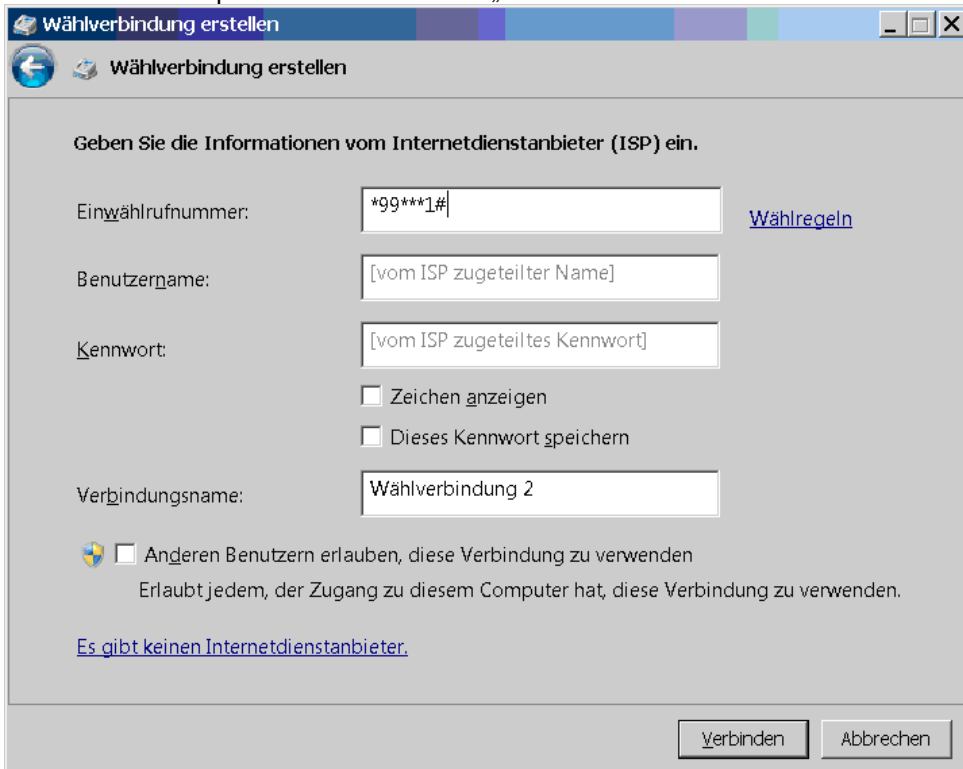 Wählverbindung erstellen
Wählverbindung erstellen
Geben Sie die Informationen vom Internetdienstanbieter (ISP) ein.
Einwählrufnummer:
*99***1#
Wählregeln
Benutzername:
[vom ISP zugeteilter Name]
Kennwort:
[vom ISP zugeteiltes Kennwort]
Zeichen anzeigen
Dieses Kennwort speichern
Verbindungsname:
Wählverbindung 2
Anderen Benutzern erlauben, diese Verbindung zu verwenden
Erlaubt jedem, der Zugang zu diesem Computer hat, diese Verbindung zu verwenden.
Es gibt keinen Internetdienstanbieter.
Verbinden
Abbrechen